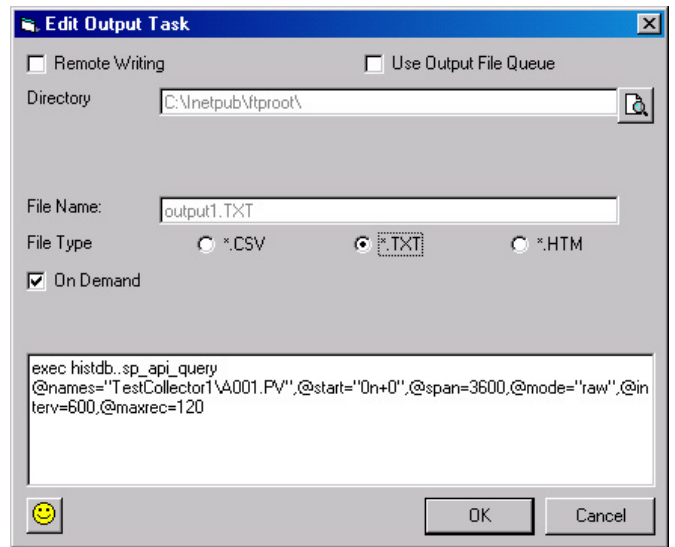 Edit Output Task
Remote Writing
Use Output File Queue
Directory
C:\Inetpub\ftproot\
File Name:
output1.TXT
File Type
*.CSV
*.TXT
*.HTM
On Demand
exec histdb..sp_api_query
@names="TestCollector1\A001.PV",@start="0n+0",@span=3600,@mode="raw",@in
terv=600,@maxrec=120
OK
Cancel